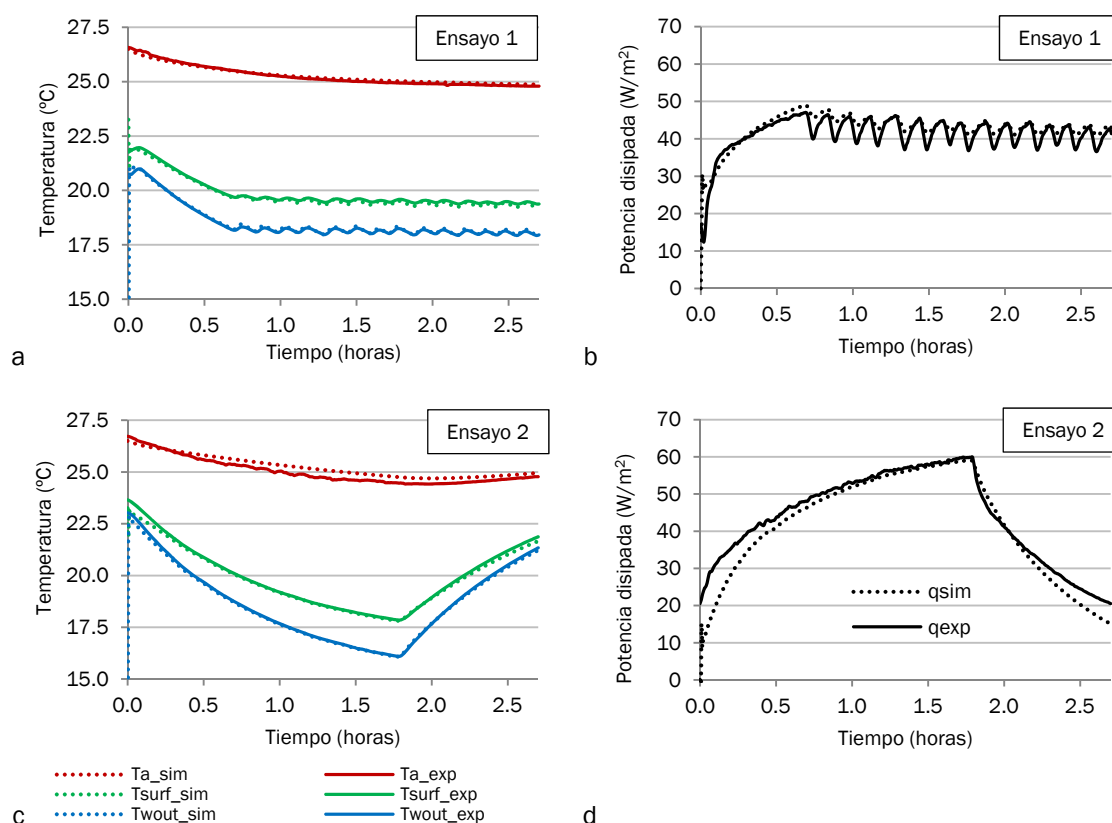 Ensayo 1
Temperatura (ºC)
27.5
25.0
22.5
20.0
17.5
15.0
0.0 0.5 1.0 1.5 2.0 2.5
Tiempo (horas)
a
Ensayo 1
Potencia disipada (W/m²)
70
60
50
40
30
20
10
0
0.0 0.5 1.0 1.5 2.0 2.5
Tiempo (horas)
b
Ensayo 2
Temperatura (ºC)
27.5
25.0
22.5
20.0
17.5
15.0
0.0 0.5 1.0 1.5 2.0 2.5
Tiempo (horas)
Ta_sim Ta_exp
Tsurf_sim Tsurf_exp
Twout_sim Twout_exp
c
Ensayo 2
Potencia disipada (W/m²)
70
60
50
40
30
20
10
0
qsim
qexp
0.0 0.5 1.0 1.5 2.0 2.5
Tiempo (horas)
d